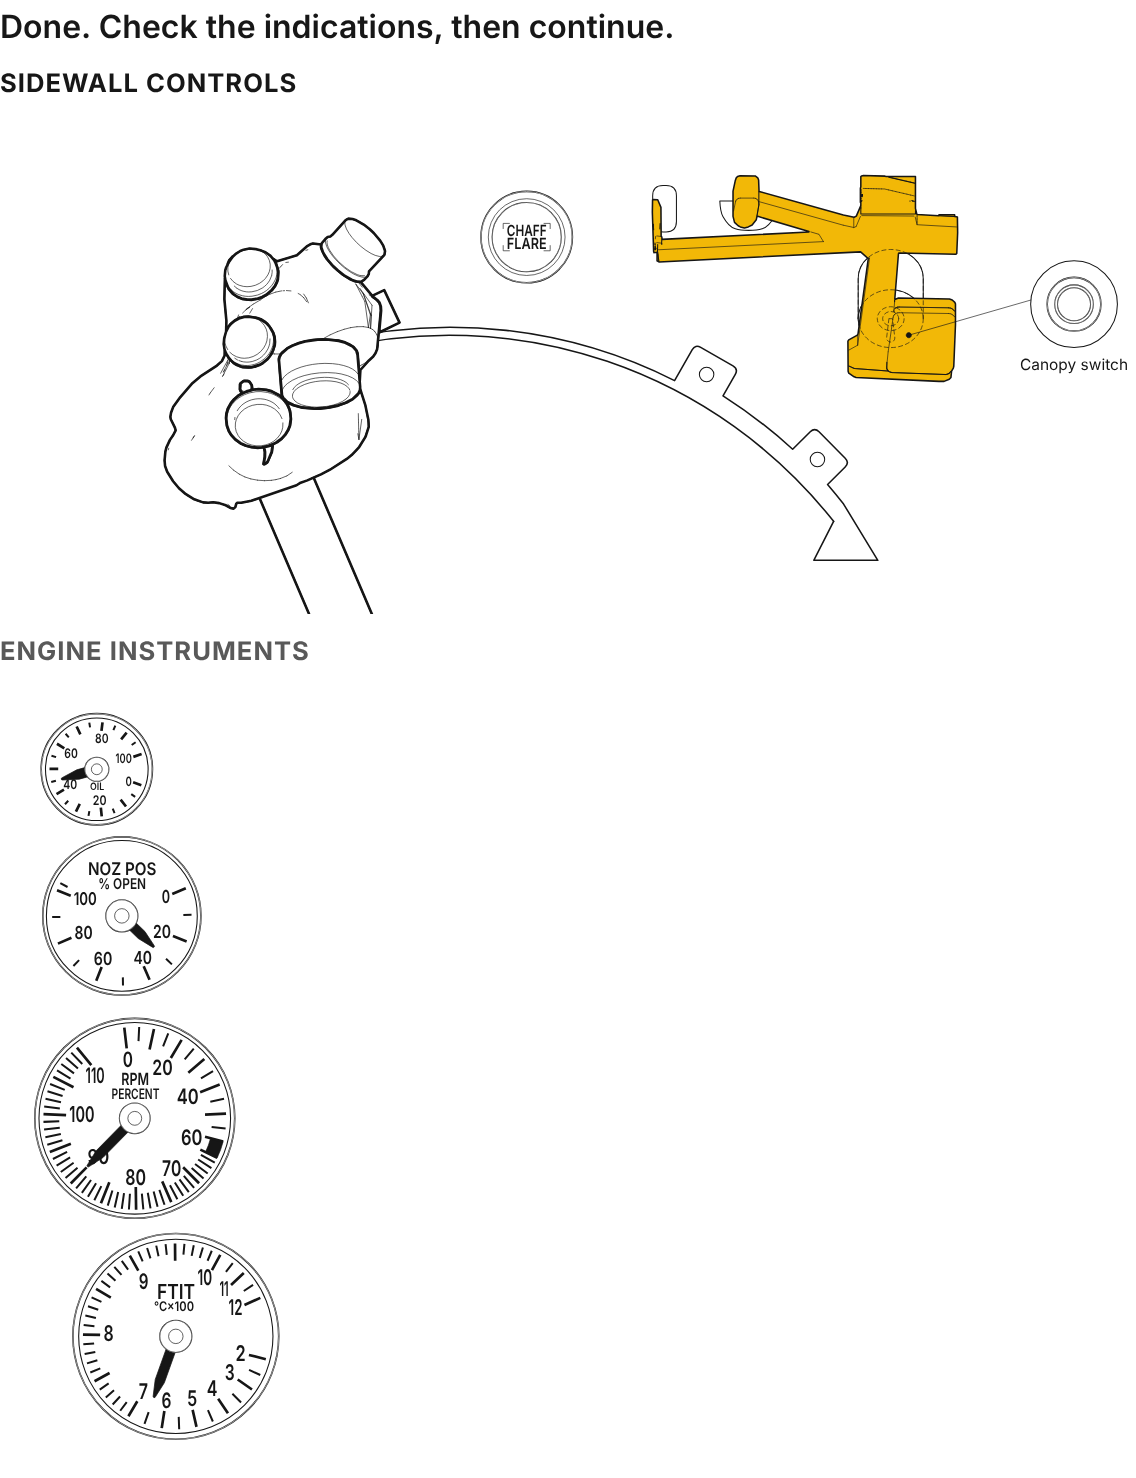 Done. Check the indications, then continue.
SIDEWALL CONTROLS
CHAFF
FLARE
Canopy switch
ENGINE INSTRUMENTS
80
60
100
0
40
OIL
20
NOZ POS
% OPEN
100
0
80
20
60
40
0
110
20
RPM
PERCENT
40
100
60
90
70
80
9
10
11
FTIT
°C×100
12
8
2
3
7
6
5
4